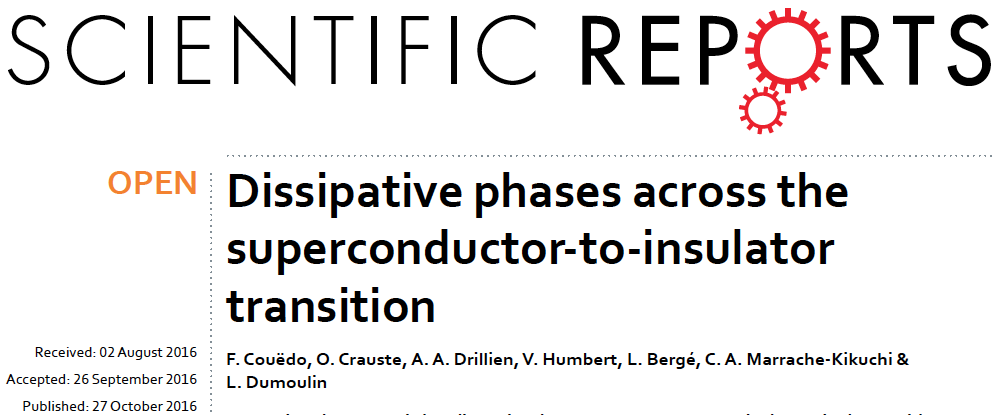 SCIENTIFIC REPORTS
OPEN
Dissipative phases across the
superconductor-to-insulator
transition
Received: 02 August 2016
Accepted: 26 September 2016
Published: 27 October 2016
F. Couëdo, O. Crauste, A. A. Drillien, V. Humbert, L. Bergé, C. A. Marrache-Kikuchi &
L. Dumoulin